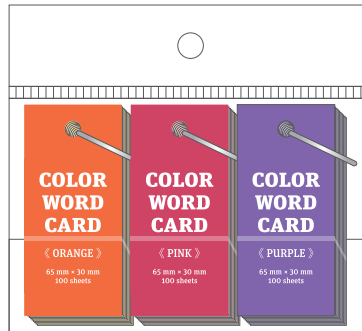 COLOR
WORD
CARD
《 ORANGE 》
65 mm × 30 mm
100 sheets
COLOR
WORD
CARD
《 PINK 》
65 mm × 30 mm
100 sheets
COLOR
WORD
CARD
《 PURPLE 》
65 mm × 30 mm
100 sheets